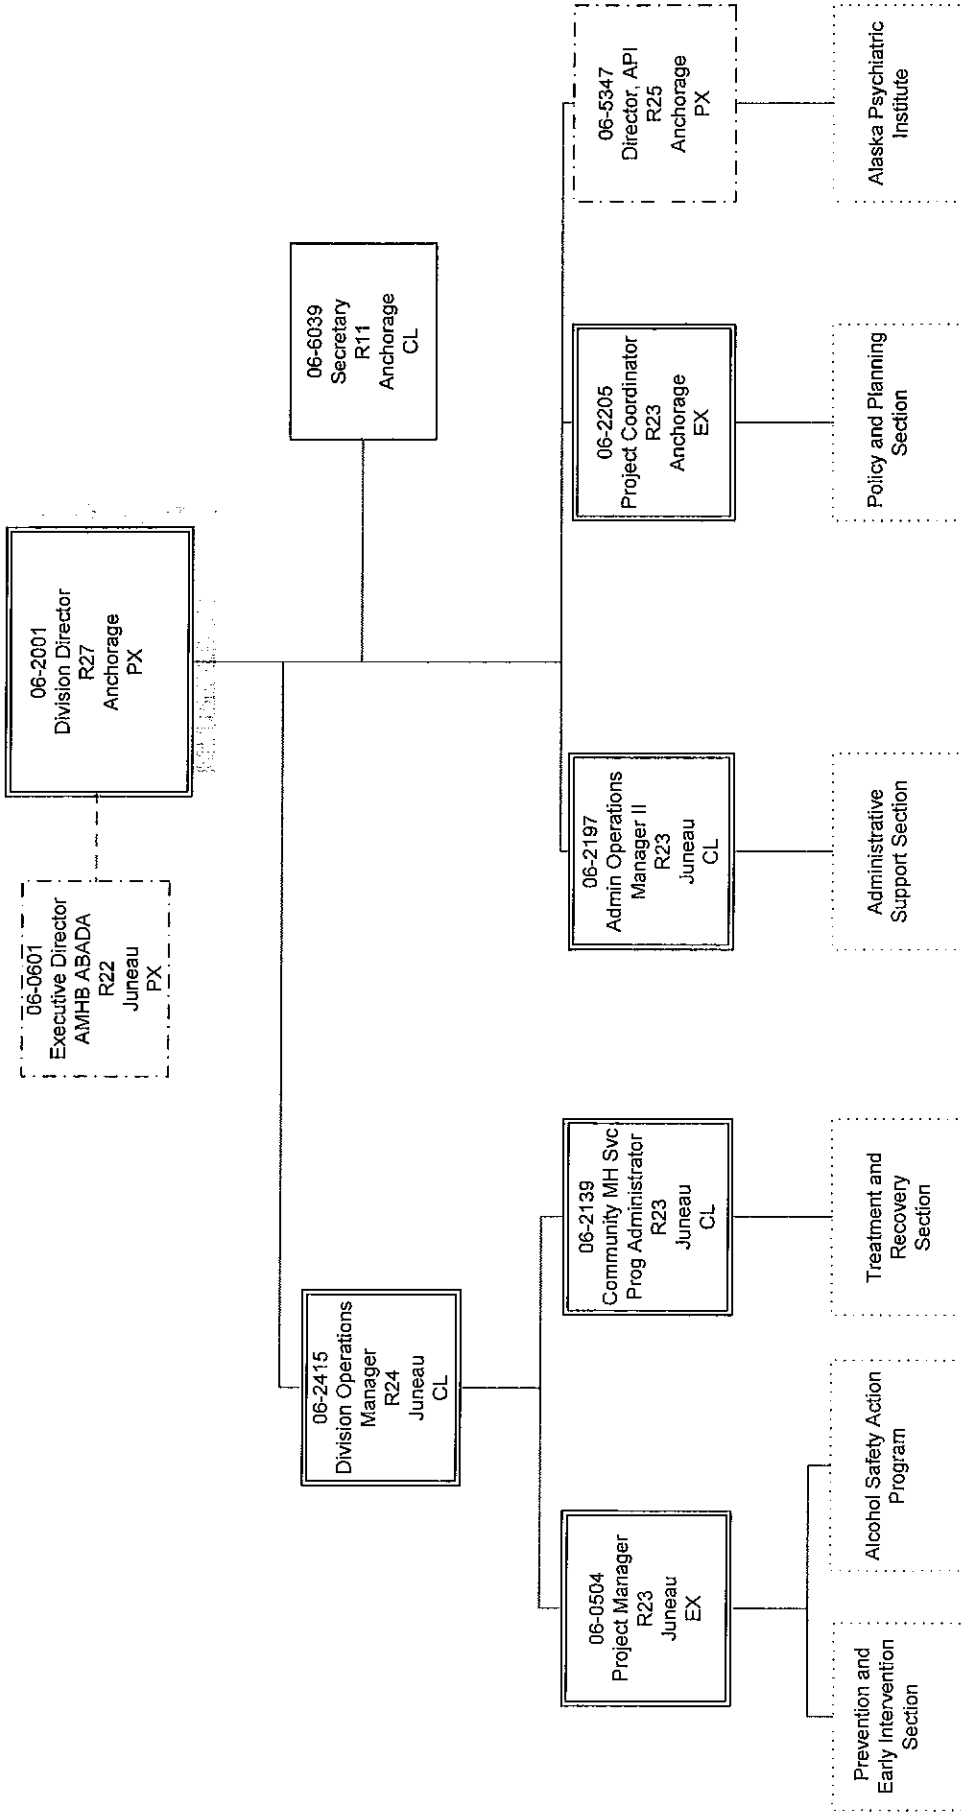 06-0601
Executive Director
AMHB ABADA
R22
Juneau
PX
06-2001
Division Director
R27
Anchorage
PX
06-2415
Division Operations
Manager
R24
Juneau
CL
06-6039
Secretary
R11
Anchorage
CL
06-0504
Project Manager
R23
Juneau
EX
06-2139
Community MH Svc
Prog Administrator
R23
Juneau
CL
06-2197
Admin Operations
Manager II
R23
Juneau
CL
06-2205
Project Coordinator
R23
Anchorage
EX
06-5347
Director, API
R25
Anchorage
PX
Prevention and
Early Intervention
Section
Alcohol Safety Action
Program
Treatment and
Recovery
Section
Administrative
Support Section
Policy and Planning
Section
Alaska Psychiatric
Institute